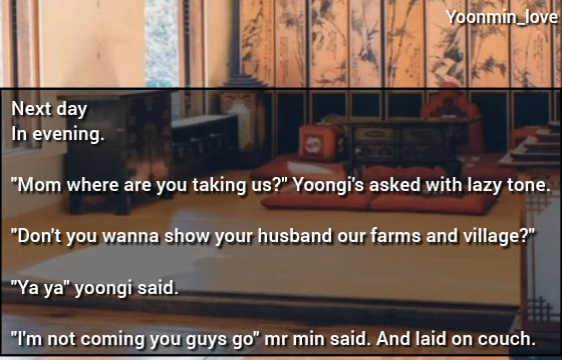 Yoonmin_love
Next day
In evening.
"Mom where are you taking us?" Yoongi's asked with lazy tone.
"Don't you wanna show your husband our farms and village?"
"Ya ya" yoongi said.
"I'm not coming you guys go" mr min said. And laid on couch.